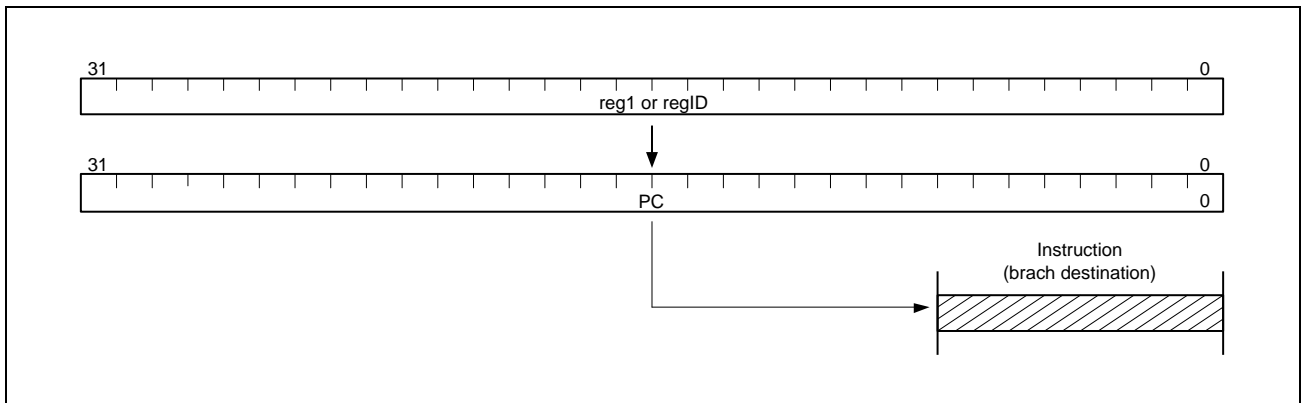 31 0
reg1 or regID
31 0
PC 0
Instruction
(brach destination)